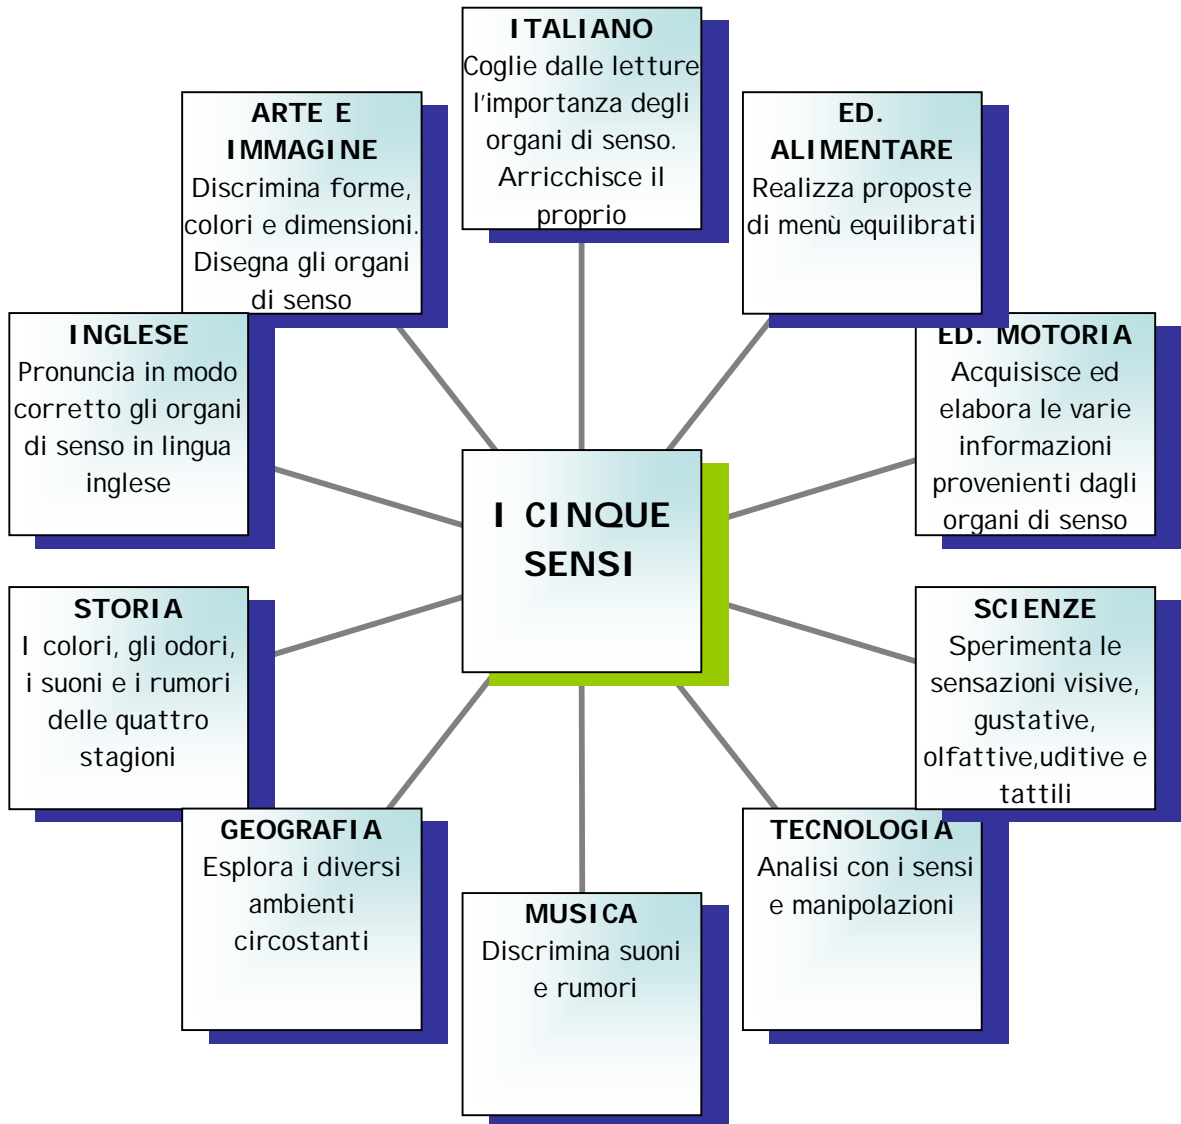 ITALIANO
Coglie dalle letture
l'importanza degli
organi di senso.
Arricchisce il
proprio
ED.
ALIMENTARE
Realizza proposte
di menù equilibrati
ED. MOTORIA
Acquisisce ed
elabora le varie
informazioni
provenienti dagli
organi di senso
SCIENZE
Sperimenta le
sensazioni visive,
gustative,
olfattive,uditive e
tattili
TECNOLOGIA
Analisi con i sensi
e manipolazioni
MUSICA
Discrimina suoni
e rumori
GEOGRAFIA
Esplora i diversi
ambienti
circostanti
STORIA
I colori, gli odori,
i suoni e i rumori
delle quattro
stagioni
INGLESE
Pronuncia in modo
corretto gli organi
di senso in lingua
inglese
ARTE E
IMMAGINE
Discrimina forme,
colori e dimensioni.
Disegna gli organi
di senso
I CINQUE
SENSI